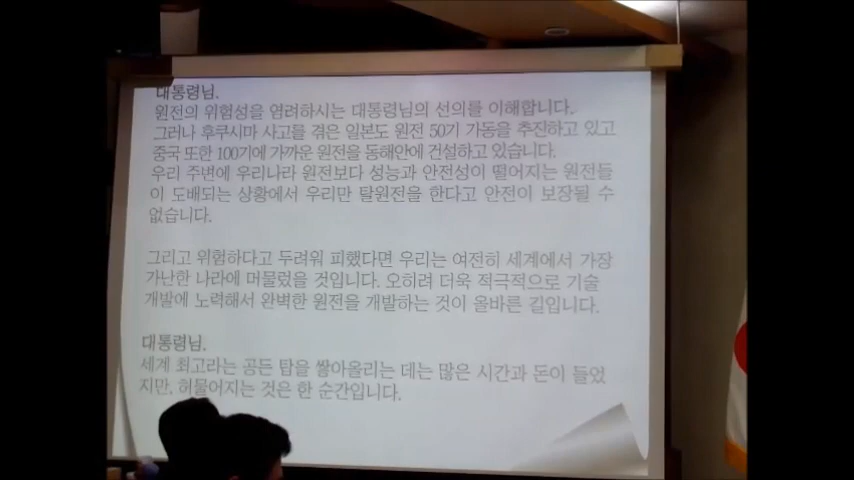 대통령님.
원전의 위험성을 염려하시는 대통령님의 선의를 이해합니다.
그러나 후쿠시마 사고를 겪은 일본도 원전 50기 가동을 추진하고 있고
중국 또한 100기에 가까운 원전을 동해안에 건설하고 있습니다.
우리 주변에 우리나라 원전보다 성능과 안전성이 떨어지는 원전들
이 도배되는 상황에서 우리만 탈원전을 한다고 안전이 보장될 수
없습니다.
그리고 위험하다고 두려워 피했다면 우리는 여전히 세계에서 가장
가난한 나라에 머물렀을 것입니다. 오히려 더욱 적극적으로 기술
개발에 노력해서 완벽한 원전을 개발하는 것이 올바른 길입니다.
대통령님.
세계 최고라는 공든 탑을 쌓아올리는 데는 많은 시간과 돈이 들었
지만, 허물어지는 것은 한 순간입니다.